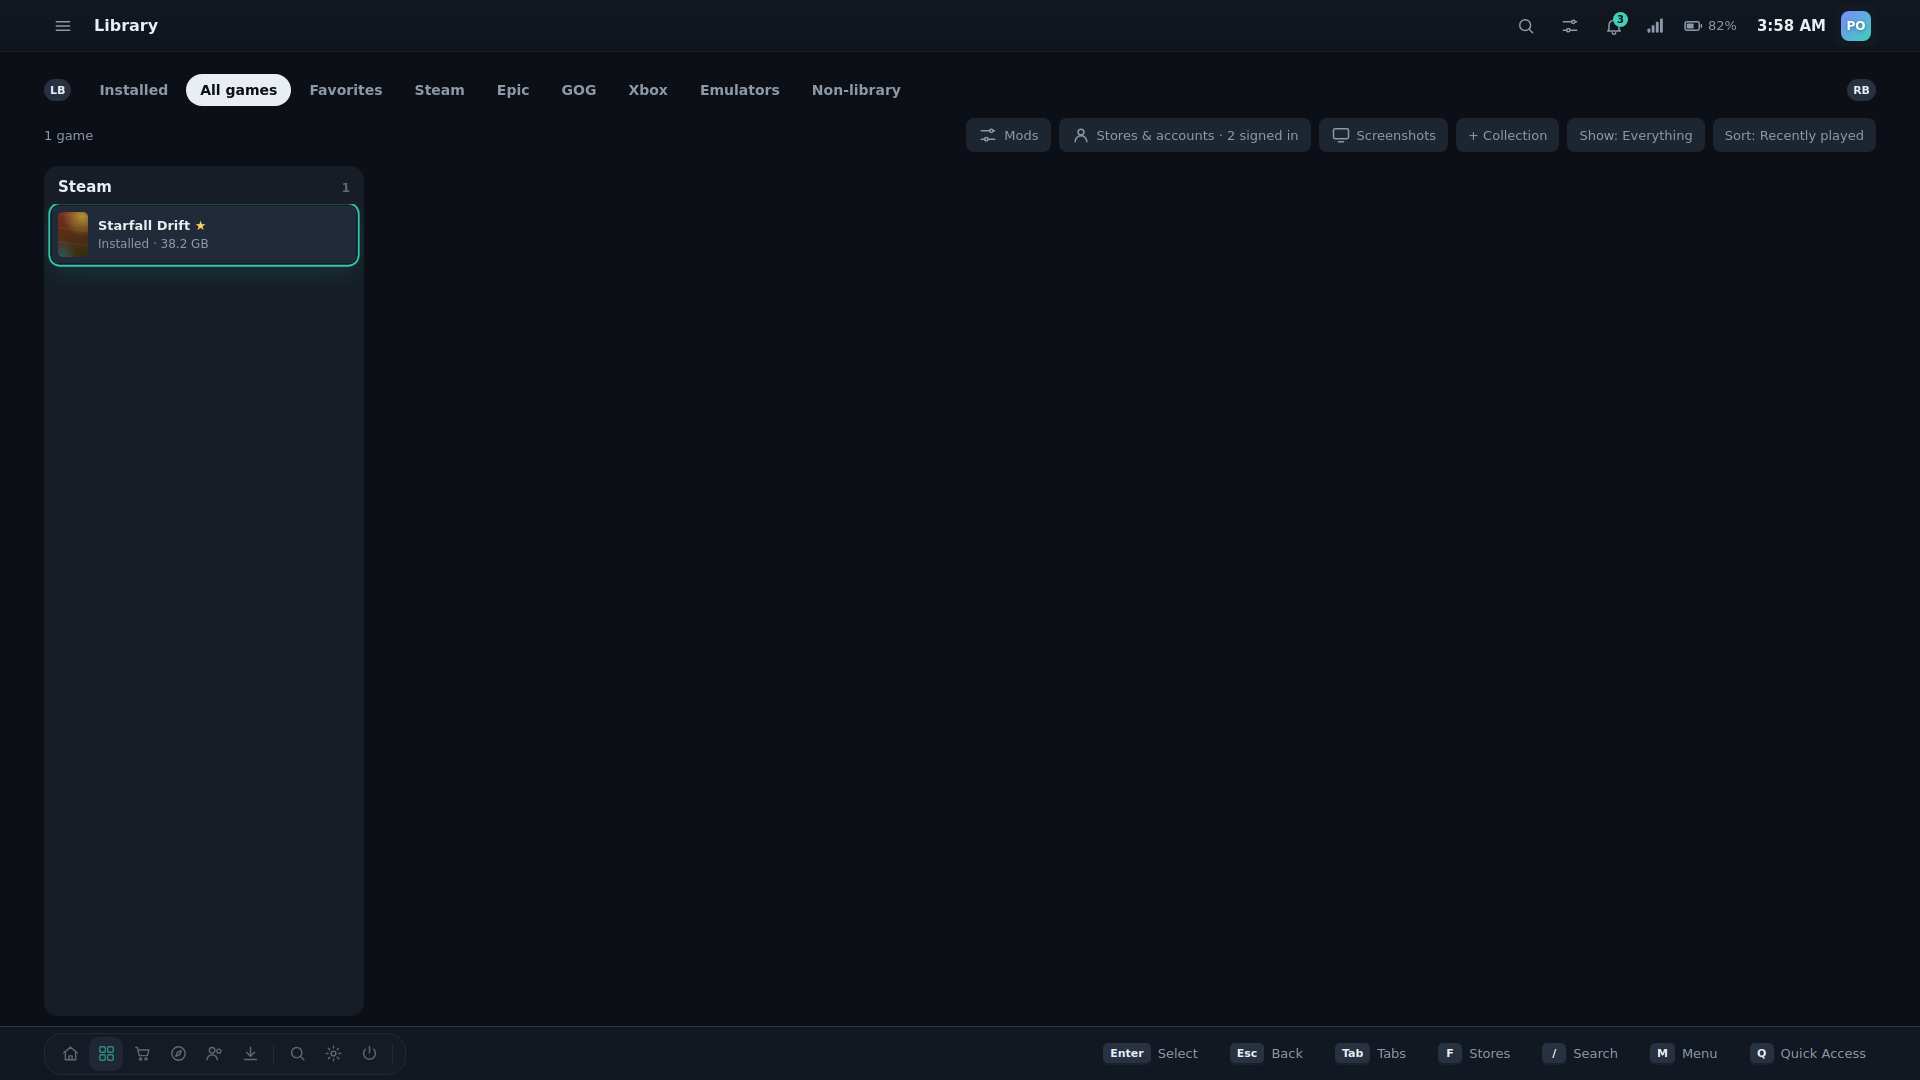 Library
3
82%
3:58 AM
PO
LB
Installed
All games
Favorites
Steam
Epic
GOG
Xbox
Emulators
Non-library
RB
1 game
Mods
Stores & accounts · 2 signed in
Screenshots
+ Collection
Show: Everything
Sort: Recently played
Steam
1
Starfall Drift ★
Installed · 38.2 GB
Enter Select
Esc Back
Tab Tabs
F Stores
/ Search
M Menu
Q Quick Access